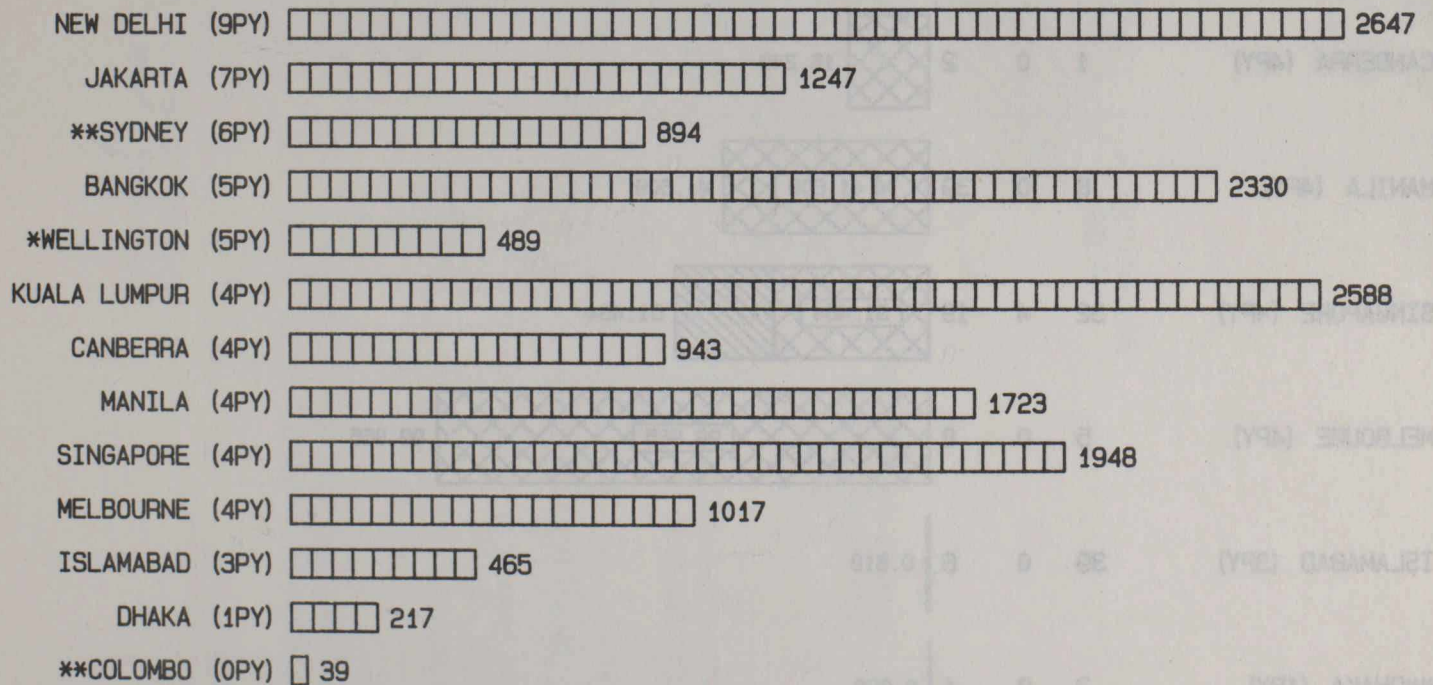 NEW DELHI (9PY) 2647
JAKARTA (7PY) 1247
**SYDNEY (6PY) 894
BANGKOK (5PY) 2330
*WELLINGTON (5PY) 489
KUALA LUMPUR (4PY) 2588
CANBERRA (4PY) 943
MANILA (4PY) 1723
SINGAPORE (4PY) 1948
MELBOURNE (4PY) 1017
ISLAMABAD (3PY) 465
DHAKA (1PY) 217
**COLOMBO (0PY) 39